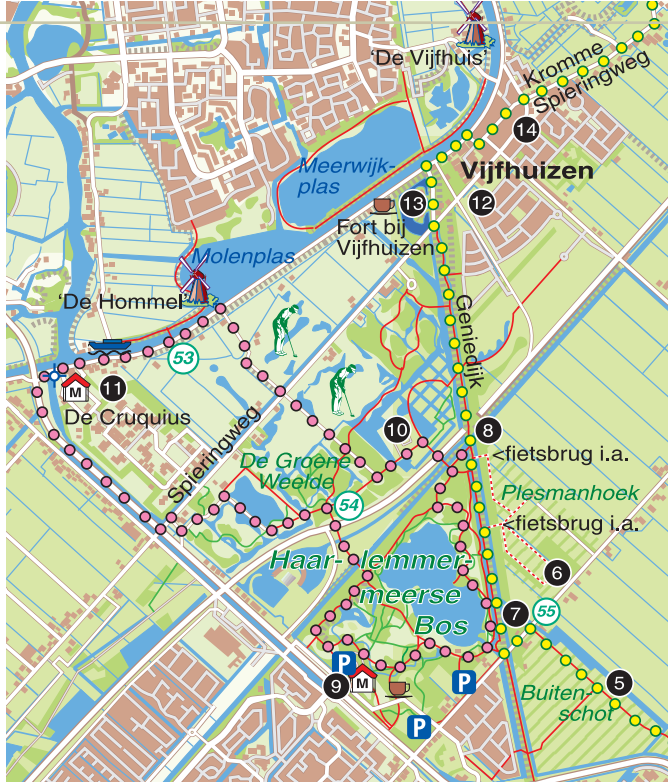 'De Vijfhuis'
Kromme
Spieringweg
14
Meerwijk-
plas
Vijfhuizen
13
12
Fort bij
Vijfhuizen
Molenplas
'De Hommel'
Geniedijk
53
M
11
De Cruquius
Spieringweg
10
8
<fietsbrug i.a.
De Groene
Weelde
54
Plesmanhoek
<fietsbrug i.a.
Haar-
lemmer-
meerse
Bos
6
7
55
P
9
M
P
P
5
Buiten-
schot